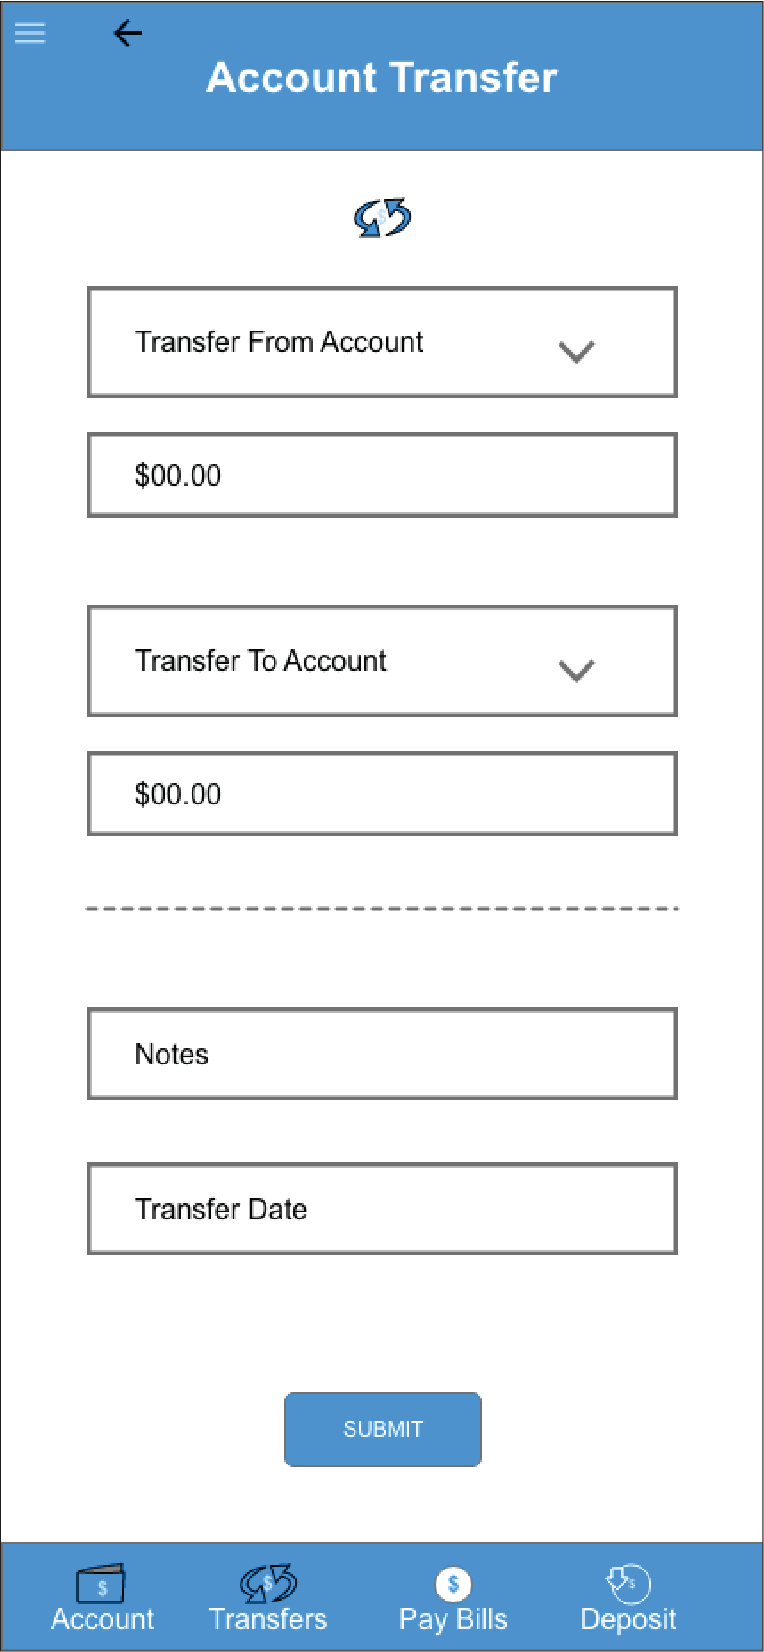 Account Transfer
$
Transfer From Account
$00.00
Transfer To Account
$00.00
Notes
Transfer Date
SUBMIT
$ $ $ $
Account Transfers Pay Bills Deposit